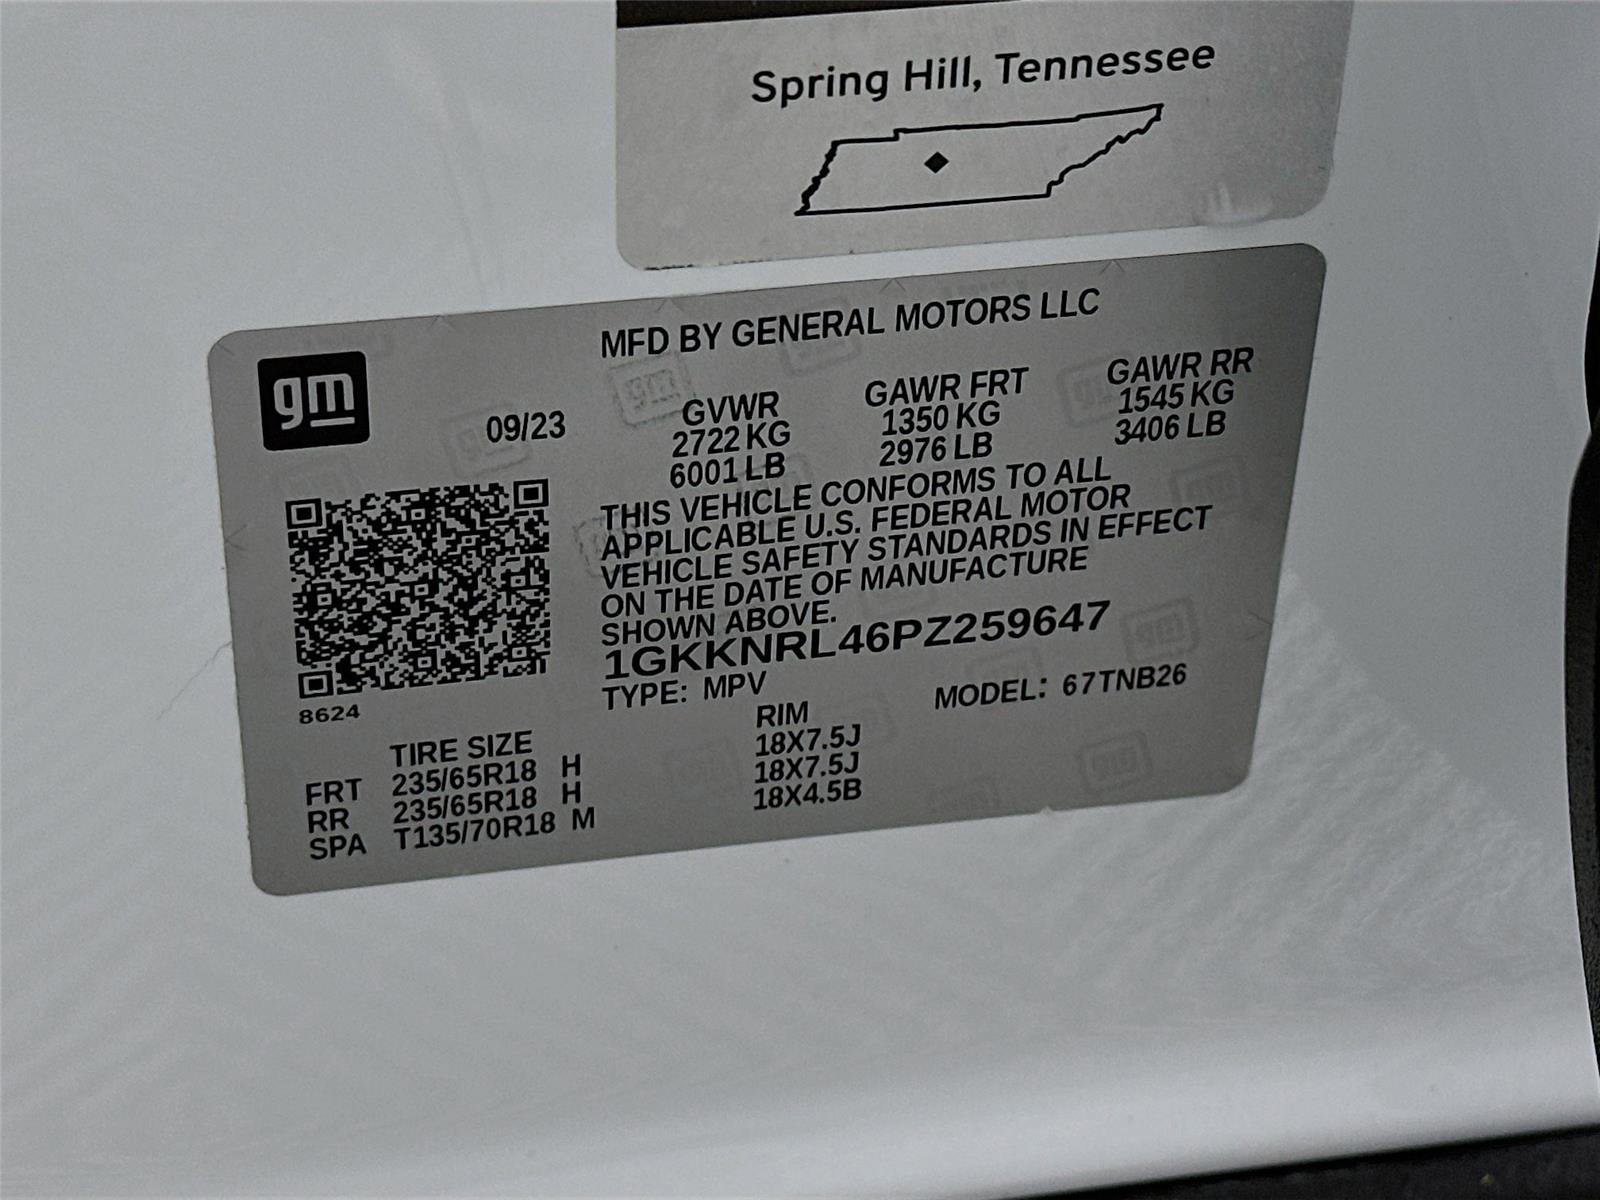 Spring Hill, Tennessee
MFD BY GENERAL MOTORS LLC
gm
09/23
GVWR GAWR FRT GAWR RR
2722 KG 1350 KG 1545 KG
6001 LB 2976 LB 3406 LB
THIS VEHICLE CONFORMS TO ALL
APPLICABLE U.S. FEDERAL MOTOR
VEHICLE SAFETY STANDARDS IN EFFECT
ON THE DATE OF MANUFACTURE
SHOWN ABOVE.
1GKKNRL46PZ259647
TYPE: MPV MODEL: 67TNB26
8624
TIRE SIZE RIM
FRT 235/65R18 H 18X7.5J
RR 235/65R18 H 18X7.5J
SPA T135/70R18 M 18X4.5B